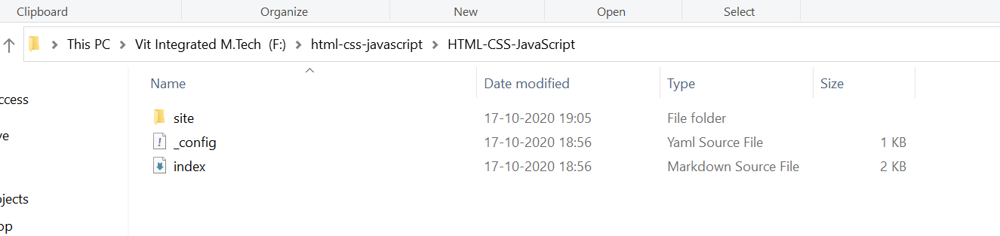 Clipboard Organize New Open Select
This PC Vit Integrated M.Tech (F:) html-css-javascript HTML-CSS-JavaScript
Name Date modified Type Size
ccess
site 17-10-2020 19:05 File folder
ve
_config 17-10-2020 18:56 Yaml Source File 1 KB
index 17-10-2020 18:56 Markdown Source File 2 KB
ojects
op